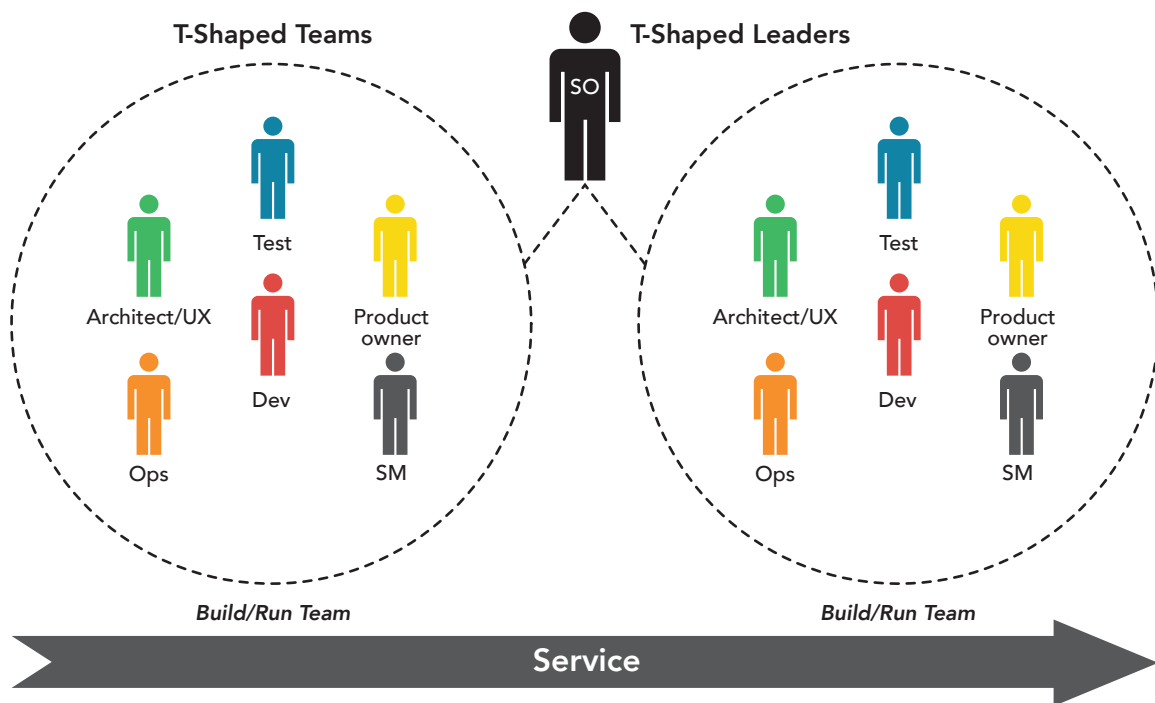 T-Shaped Teams
SO
T-Shaped Leaders
Test
Architect/UX
Product
owner
Dev
Ops
SM
Test
Architect/UX
Product
owner
Dev
Ops
SM
Build/Run Team
Build/Run Team
Service